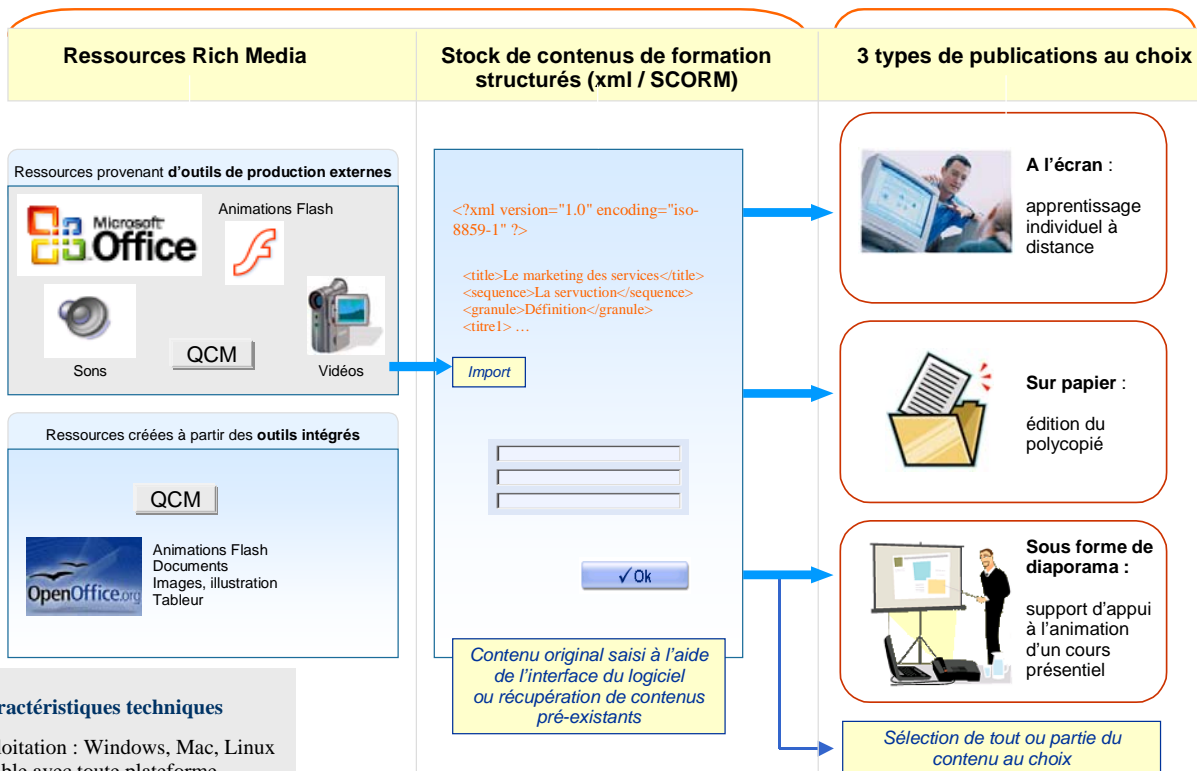 Ressources Rich Media
Stock de contenus de formation
structurés (xml / SCORM)
3 types de publications au choix
Ressources provenant d'outils de production externes
Microsoft
Office
Animations Flash
Sons
QCM
Vidéos
Ressources créées à partir des outils intégrés
QCM
OpenOffice.org
Animations Flash
Documents
Images, illustration
Tableur
<?xml version="1.0" encoding="iso-
8859-1" ?>
<title>Le marketing des services</title>
<sequence>La servuction</sequence>
<granule>Définition</granule>
<titre1> …
Import
✓ Ok
Contenu original saisi à l'aide
de l'interface du logiciel
ou récupération de contenus
pré-existants
A l'écran :
apprentissage
individuel à
distance
Sur papier :
édition du
polycopié
Sous forme de
diaporama :
support d'appui
à l'animation
d'un cours
présentiel
Sélection de tout ou partie du
contenu au choix
ractéristiques techniques
loitation : Windows, Mac, Linux
ble avec toute plateforme